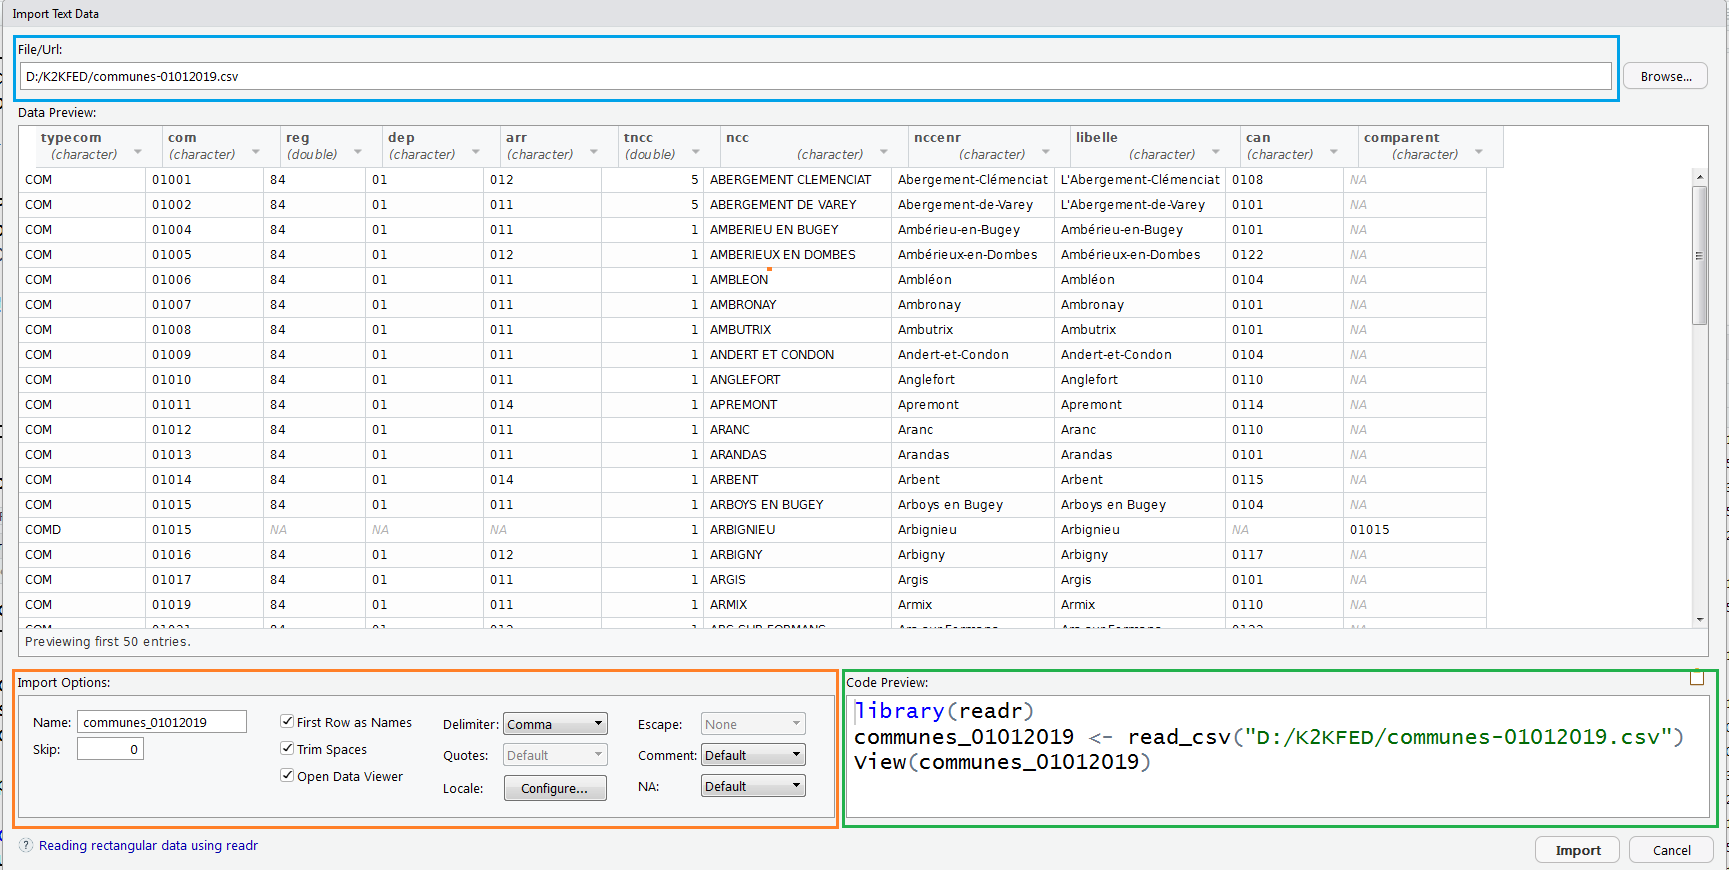 Import Text Data
File/Url:
D:/K2KFED/communes-01012019.csv
Browse...
Data Preview:
typecom com reg dep arr tncc ncc nccenr libelle can comparent
(character) (character) (double) (character) (character) (double) (character) (character) (character) (character) (character)
COM 01001 84 01 012 5 ABERGEMENT CLEMENCIAT Abergement-Clémenciat L'Abergement-Clémenciat 0108 NA
COM 01002 84 01 011 5 ABERGEMENT DE VAREY Abergement-de-Varey L'Abergement-de-Varey 0101 NA
COM 01004 84 01 011 1 AMBERIEU EN BUGEY Ambérieu-en-Bugey Ambérieu-en-Bugey 0101 NA
COM 01005 84 01 012 1 AMBERIEUX EN DOMBES Ambérieux-en-Dombes Ambérieux-en-Dombes 0122 NA
COM 01006 84 01 011 1 AMBLEON Ambléon Ambléon 0104 NA
COM 01007 84 01 011 1 AMBRONAY Ambronay Ambronay 0101 NA
COM 01008 84 01 011 1 AMBUTRIX Ambutrix Ambutrix 0101 NA
COM 01009 84 01 011 1 ANDERT ET CONDON Andert-et-Condon Andert-et-Condon 0104 NA
COM 01010 84 01 011 1 ANGLEFORT Anglefort Anglefort 0110 NA
COM 01011 84 01 014 1 APREMONT Apremont Apremont 0114 NA
COM 01012 84 01 011 1 ARANC Aranc Aranc 0110 NA
COM 01013 84 01 011 1 ARANDAS Arandas Arandas 0101 NA
COM 01014 84 01 014 1 ARBENT Arbent Arbent 0115 NA
COM 01015 84 01 011 1 ARBOYS EN BUGEY Arboys en Bugey Arboys en Bugey 0104 NA
COMD 01015 NA NA NA 1 ARBIGNIEU Arbignieu Arbignieu NA 01015
COM 01016 84 01 012 1 ARBIGNY Arbigny Arbigny 0117 NA
COM 01017 84 01 011 1 ARGIS Argis Argis 0101 NA
COM 01019 84 01 011 1 ARMIX Armix Armix 0110 NA
Previewing first 50 entries.
Import Options:
Name: communes_01012019
Skip: 0
First Row as Names
Trim Spaces
Open Data Viewer
Delimiter: Comma
Quotes: Default
Locale: Configure...
Escape: None
Comment: Default
NA: Default
Code Preview:
library(readr)
communes_01012019 <- read_csv("D:/K2KFED/communes-01012019.csv")
View(communes_01012019)
? Reading rectangular data using readr
Import
Cancel